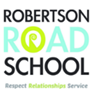 ROBERTSON
ROAD
SCHOOL
Respect Relationships Service